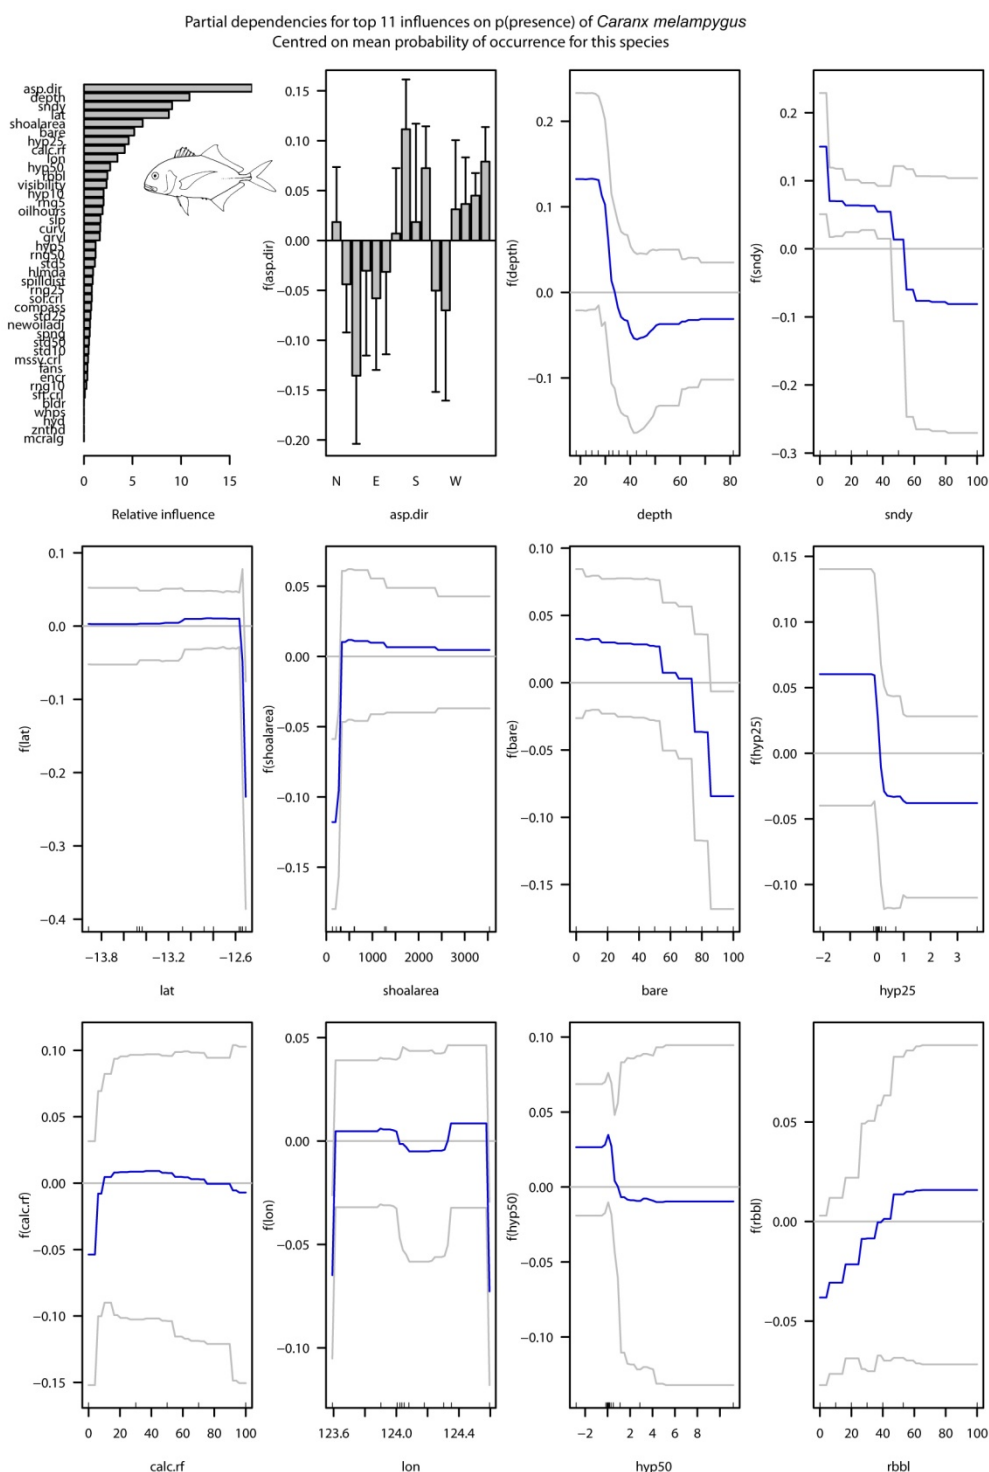 Partial dependencies for top 11 influences on p(presence) of Caranx melampygus
Centred on mean probability of occurrence for this species
asp.dir
depth
sndy
lat
shoalarea
bare
hyp25
calc.rf
lon
hyp50
rbbl
visibility
hyp10
rng5
oilhours
slp
curv
grvl
hyp5
rng50
std5
hlmda
spilldist
rng25
sol.crl
compass
std25
newoiladj
spng
std50
std10
mssv.crl
fans
encr
rng10
sft.crl
bldr
whps
hyd
znthd
mcralg
0 5 10 15
Relative influence
f(asp.dir)
0.15
0.10
0.05
0.00
−0.05
−0.10
−0.15
−0.20
N E S W
asp.dir
f(depth)
0.2
0.1
0.0
−0.1
20 40 60 80
depth
f(sndy)
0.2
0.1
0.0
−0.1
−0.2
−0.3
0 20 40 60 80 100
sndy
f(lat)
0.1
0.0
−0.1
−0.2
−0.3
−0.4
−13.8 −13.2 −12.6
lat
f(shoalarea)
0.05
0.00
−0.05
−0.10
−0.15
0 1000 2000 3000
shoalarea
f(bare)
0.10
0.05
0.00
−0.05
−0.10
−0.15
0 20 40 60 80 100
bare
f(hyp25)
0.15
0.10
0.05
0.00
−0.05
−0.10
−2 0 1 2 3
hyp25
f(calc.rf)
0.10
0.05
0.00
−0.05
−0.10
−0.15
0 20 40 60 80 100
calc.rf
f(lon)
0.05
0.00
−0.05
−0.10
123.6 124.0 124.4
lon
f(hyp50)
0.10
0.05
0.00
−0.05
−0.10
−2 0 2 4 6 8
hyp50
f(rbbl)
0.05
0.00
−0.05
0 20 40 60 80 100
rbbl